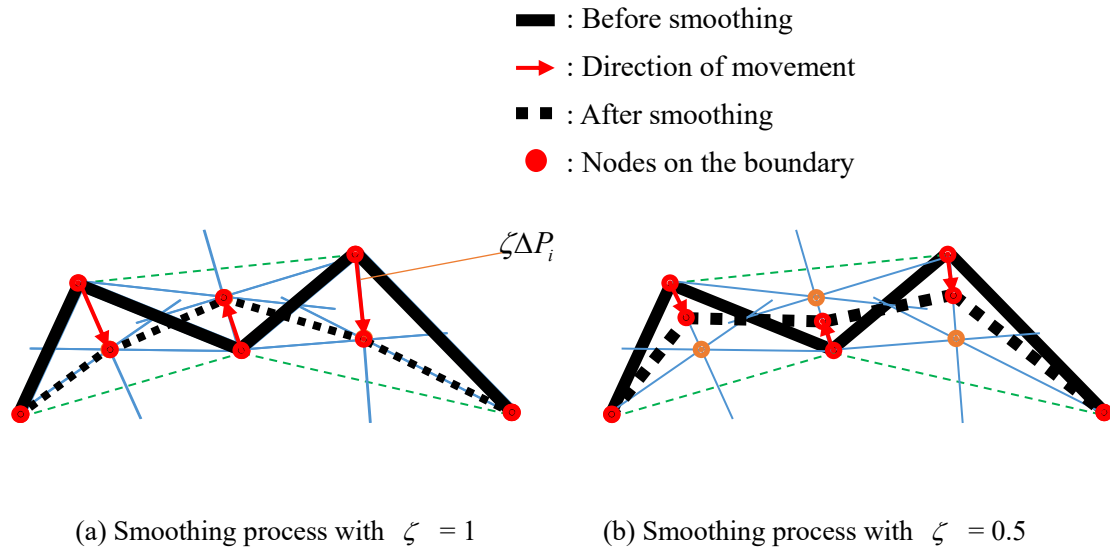 : Before smoothing
: Direction of movement
: After smoothing
: Nodes on the boundary
ζΔP_i
(a) Smoothing process with ζ = 1
(b) Smoothing process with ζ = 0.5